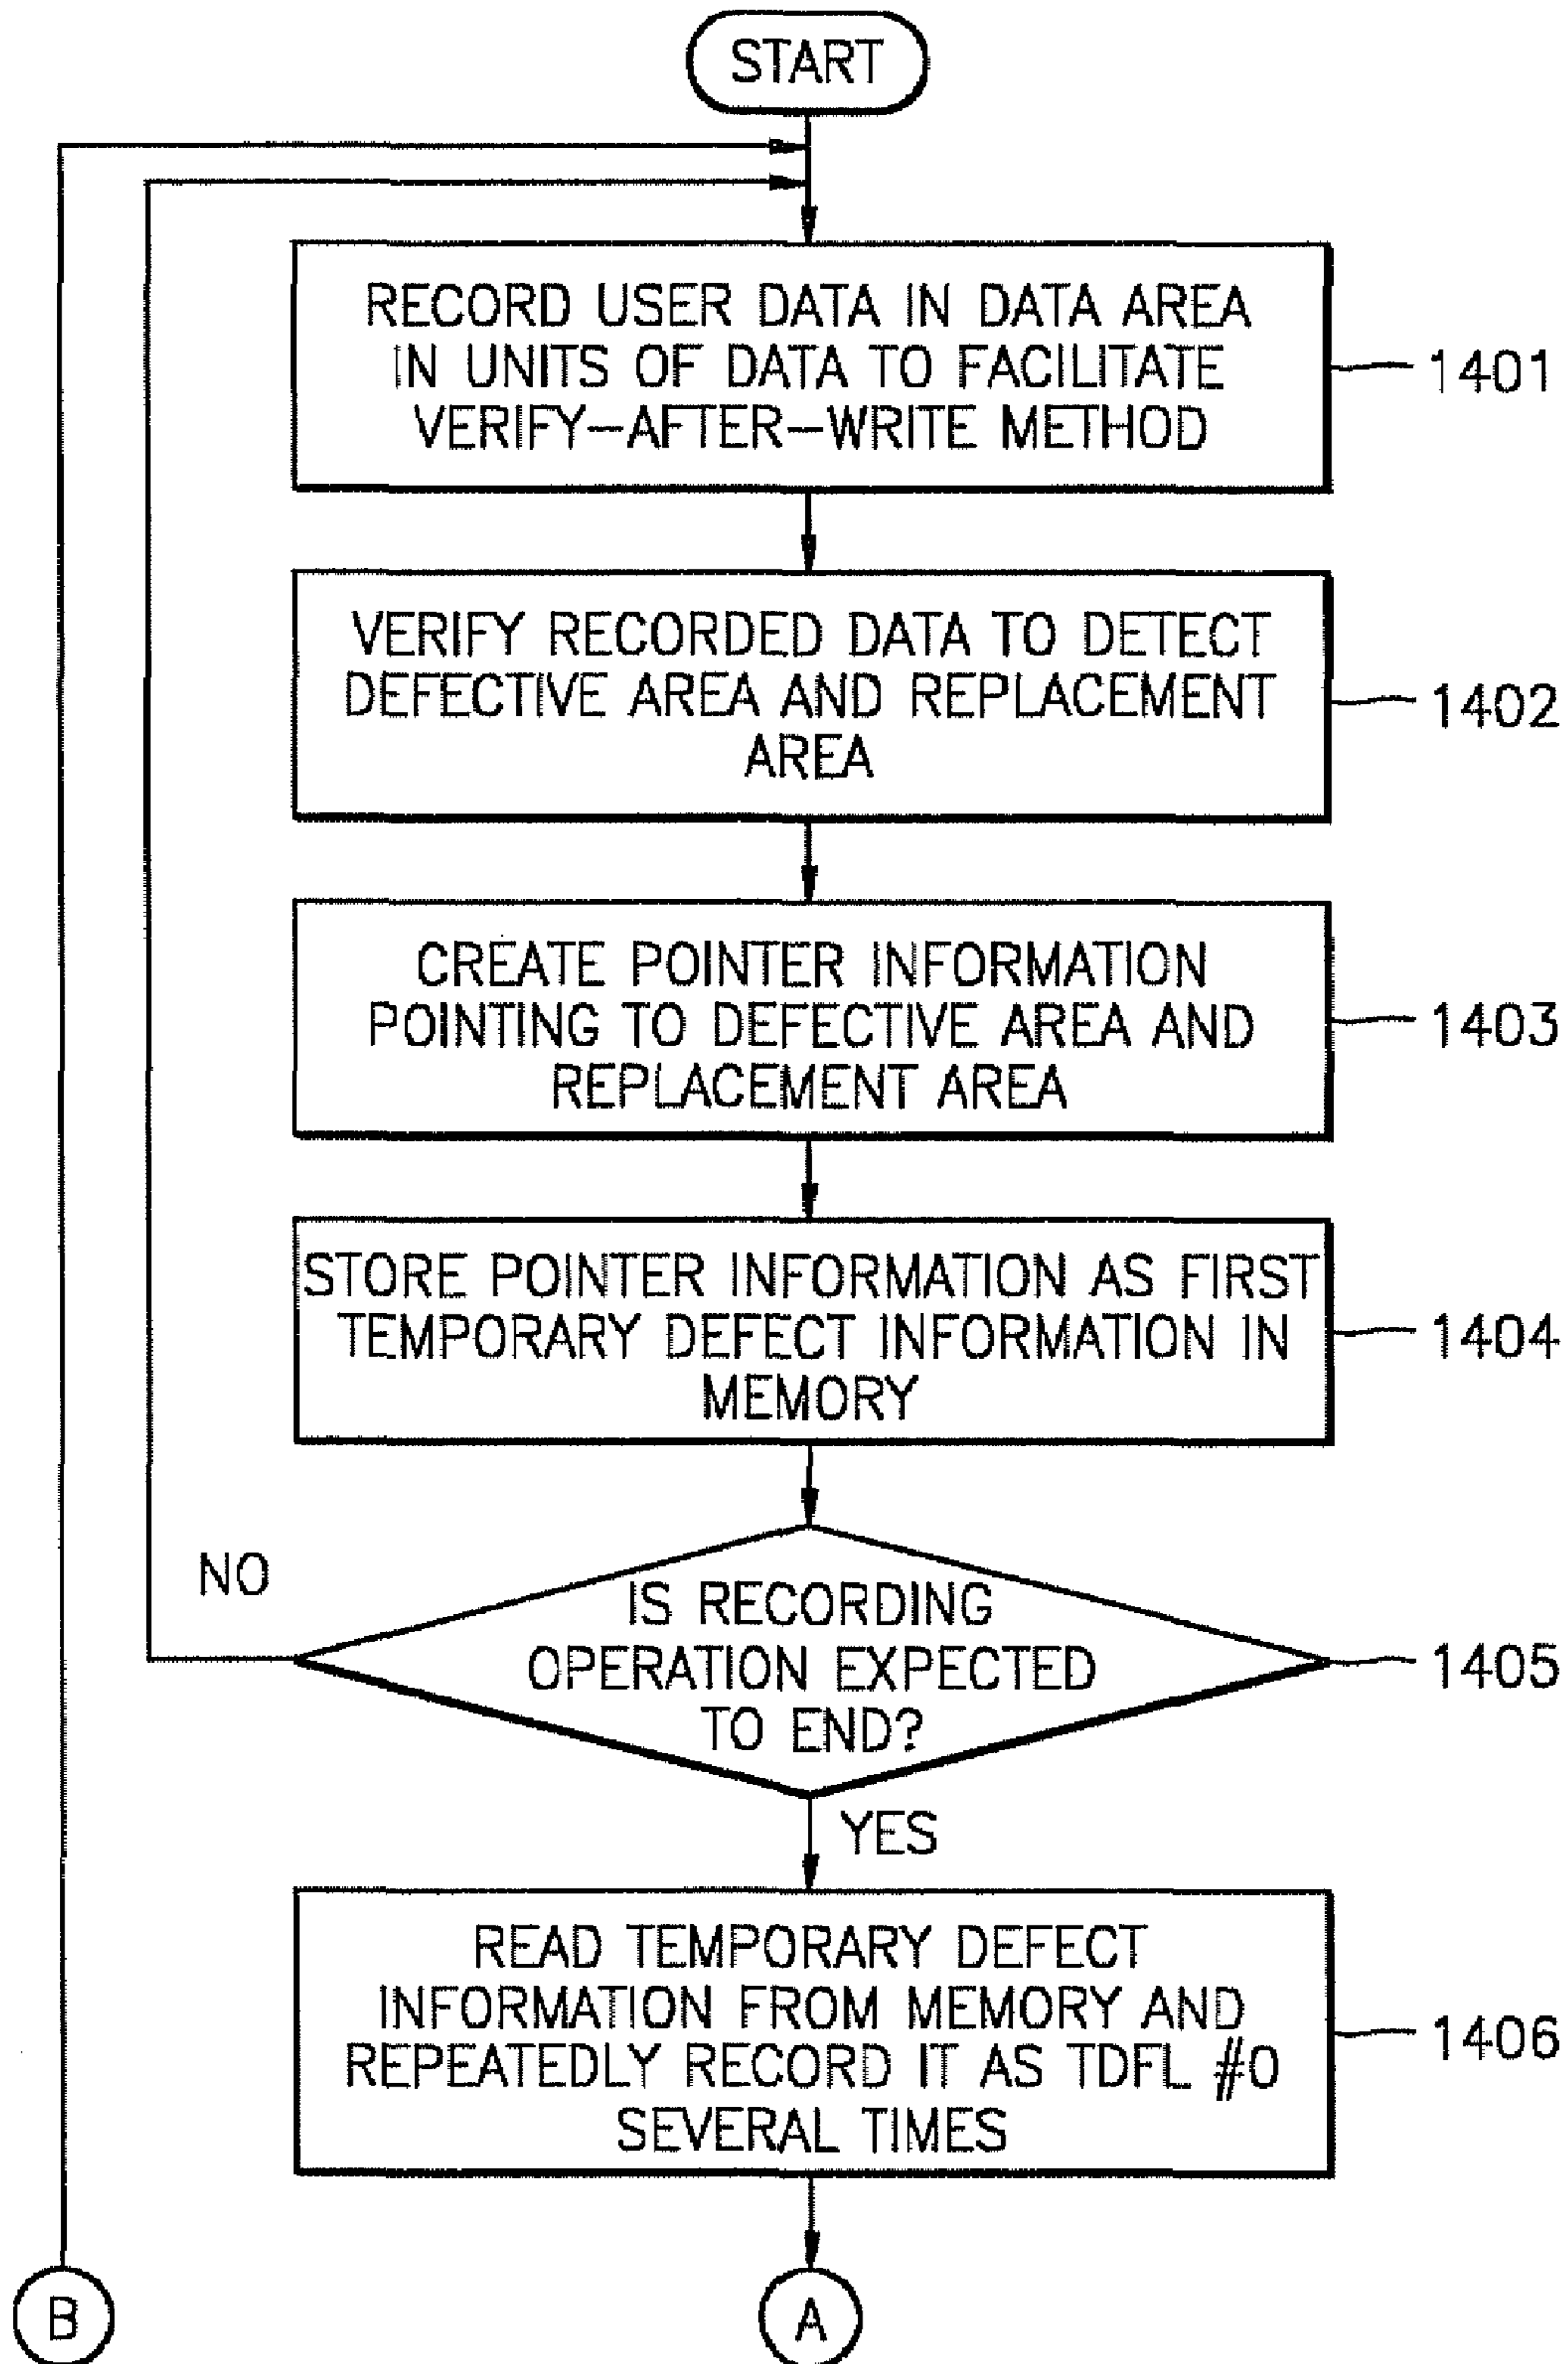 START
RECORD USER DATA IN DATA AREA
IN UNITS OF DATA TO FACILITATE
VERIFY-AFTER-WRITE METHOD
1401
VERIFY RECORDED DATA TO DETECT
DEFECTIVE AREA AND REPLACEMENT
AREA
1402
CREATE POINTER INFORMATION
POINTING TO DEFECTIVE AREA AND
REPLACEMENT AREA
1403
STORE POINTER INFORMATION AS FIRST
TEMPORARY DEFECT INFORMATION IN
MEMORY
1404
NO
IS RECORDING
OPERATION EXPECTED
TO END?
1405
YES
READ TEMPORARY DEFECT
INFORMATION FROM MEMORY AND
REPEATEDLY RECORD IT AS TDFL #0
SEVERAL TIMES
1406
B
A